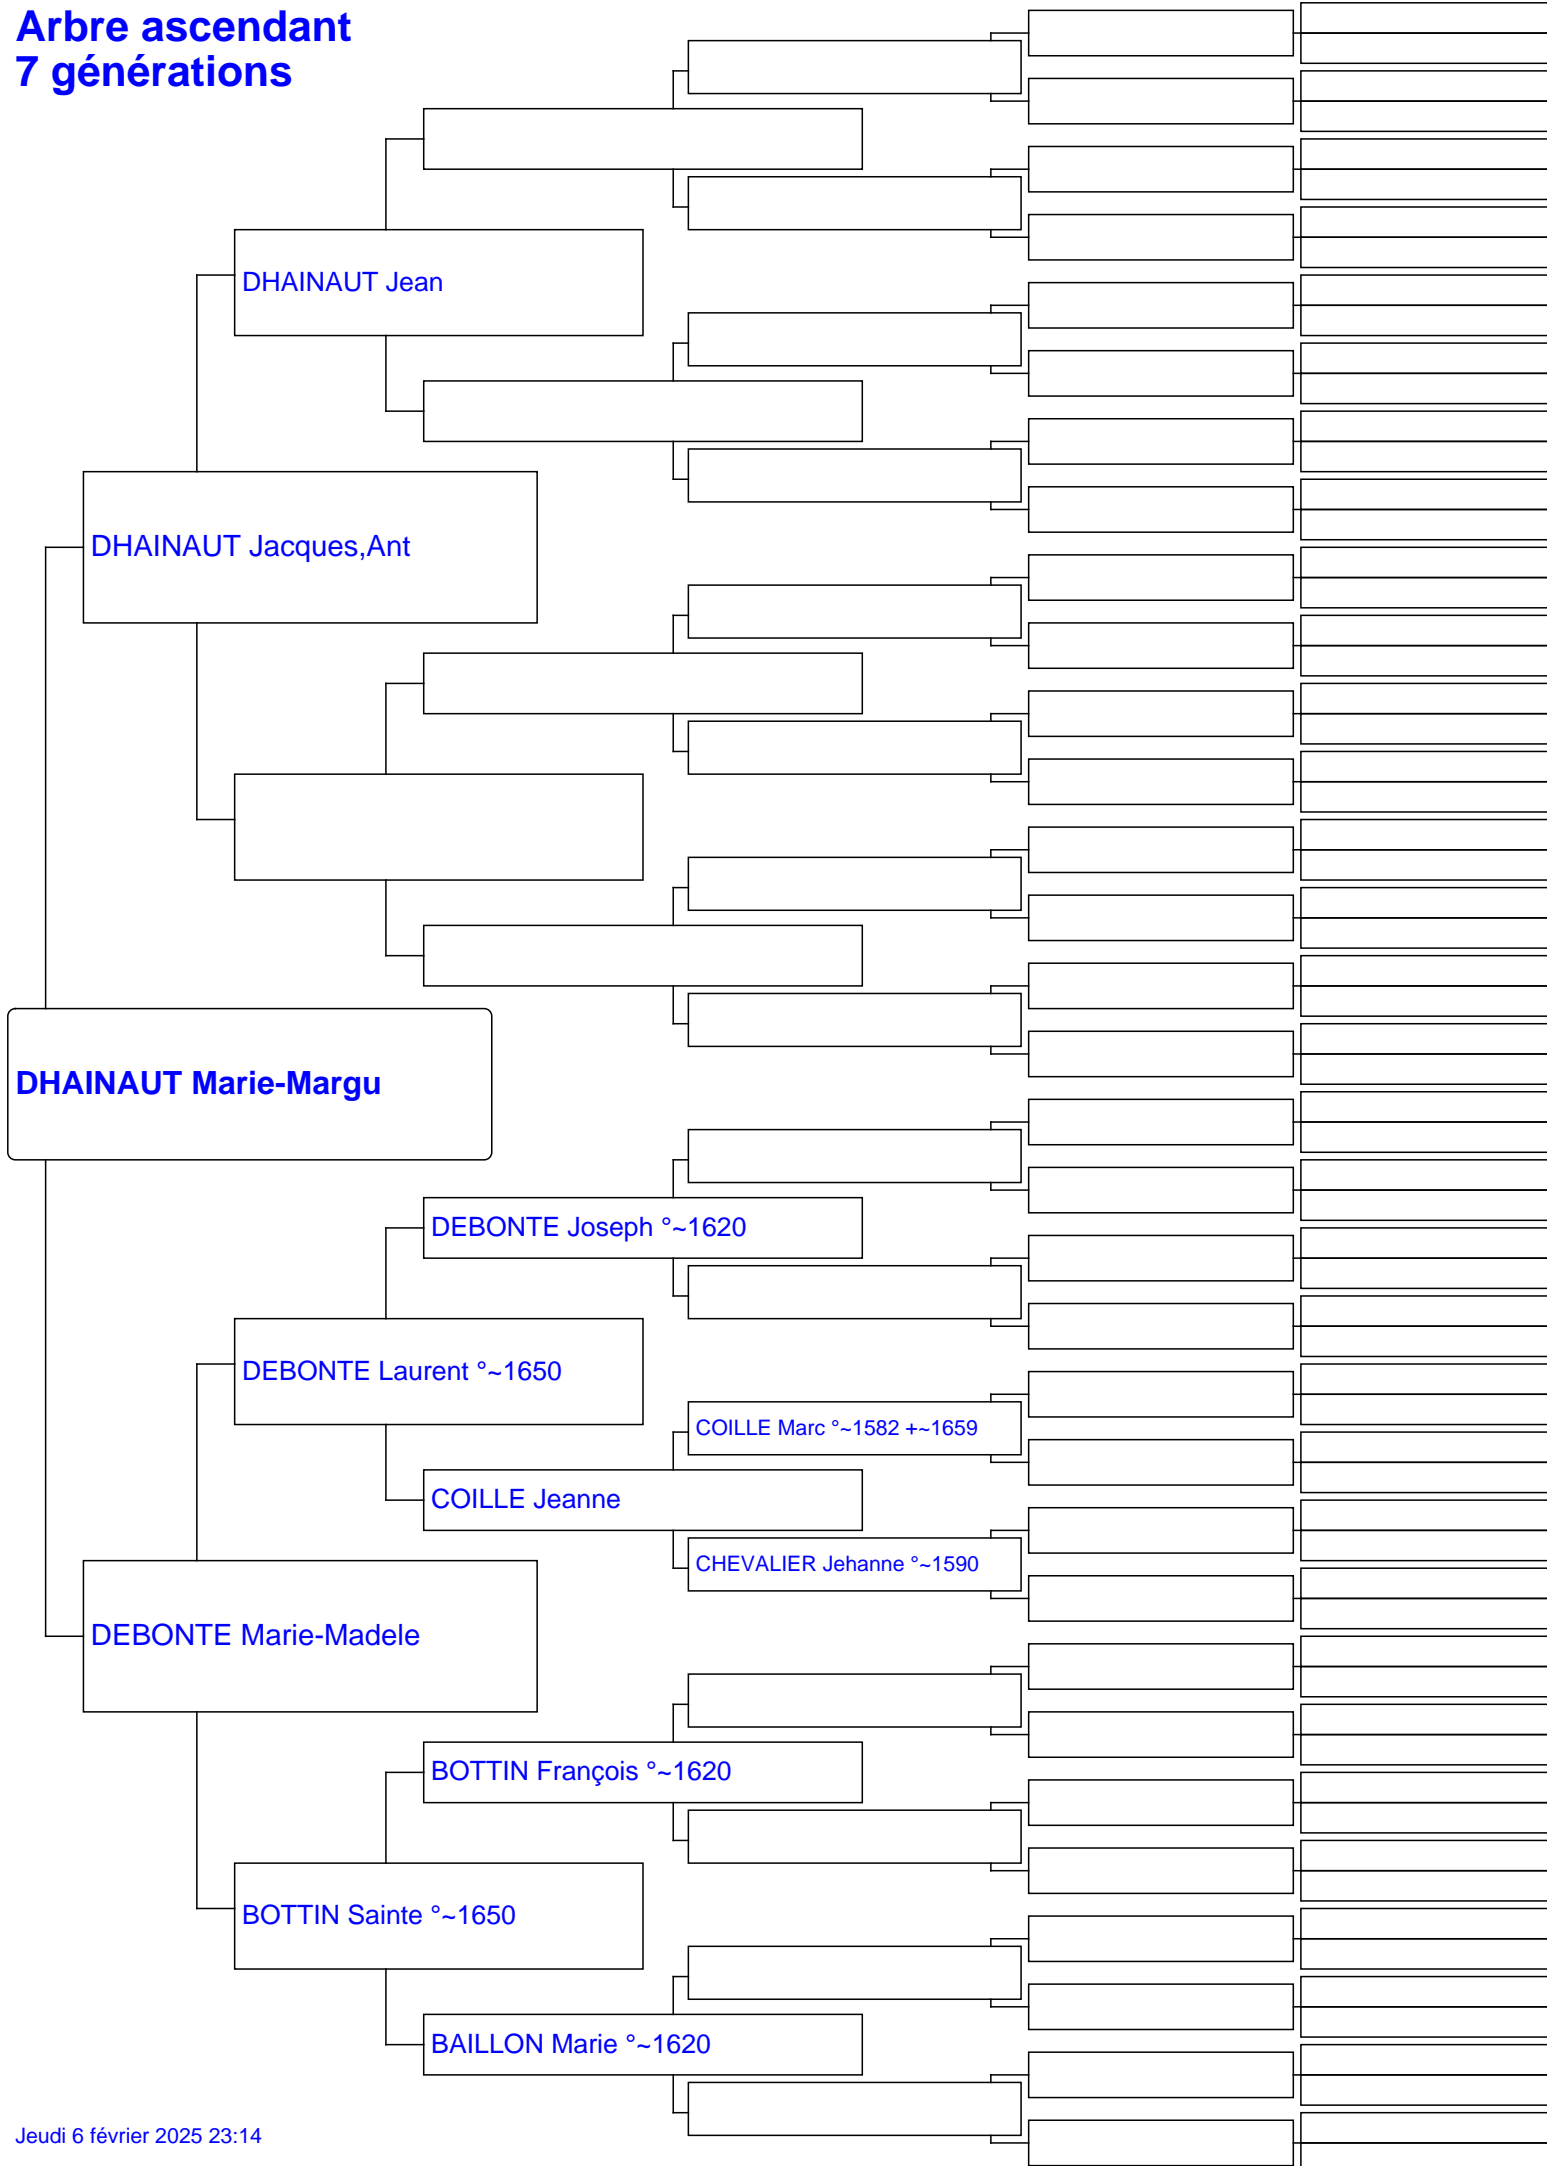 Arbre ascendant
7 générations
DHAINAUT Jean
DHAINAUT Jacques,Ant
DHAINAUT Marie-Margu
DEBONTE Joseph °~1620
DEBONTE Laurent °~1650
COILLE Marc °~1582 +~1659
COILLE Jeanne
CHEVALIER Jehanne °~1590
DEBONTE Marie-Madele
BOTTIN François °~1620
BOTTIN Sainte °~1650
BAILLON Marie °~1620
Jeudi 6 février 2025 23:14